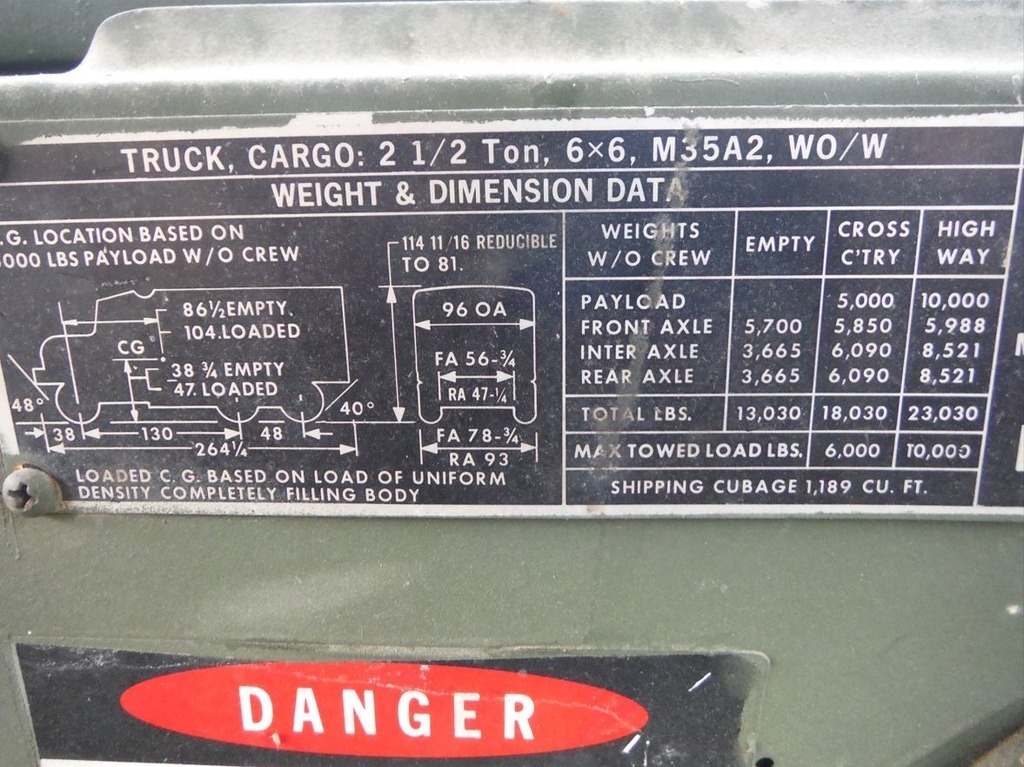 TRUCK, CARGO: 2 1/2 Ton, 6×6, M35A2, WO/W
WEIGHT & DIMENSION DATA
.G. LOCATION BASED ON
000 LBS PAYLOAD W/O CREW
86½ EMPTY.
104. LOADED
CG
38 ¾ EMPTY
47. LOADED
48°
40°
38
130
48
264¼
LOADED C.G. BASED ON LOAD OF UNIFORM
DENSITY COMPLETELY FILLING BODY
114 11/16 REDUCIBLE
TO 81.
96 OA
FA 56-¾
RA 47-¼
FA 78-¾
RA 93
WEIGHTS W/O CREW EMPTY CROSS C'TRY HIGH WAY
PAYLOAD 5,000 10,000
FRONT AXLE 5,700 5,850 5,988
INTER AXLE 3,665 6,090 8,521
REAR AXLE 3,665 6,090 8,521
TOTAL LBS. 13,030 18,030 23,030
MAX TOWED LOAD LBS. 6,000 10,000
SHIPPING CUBAGE 1,189 CU. FT.
DANGER